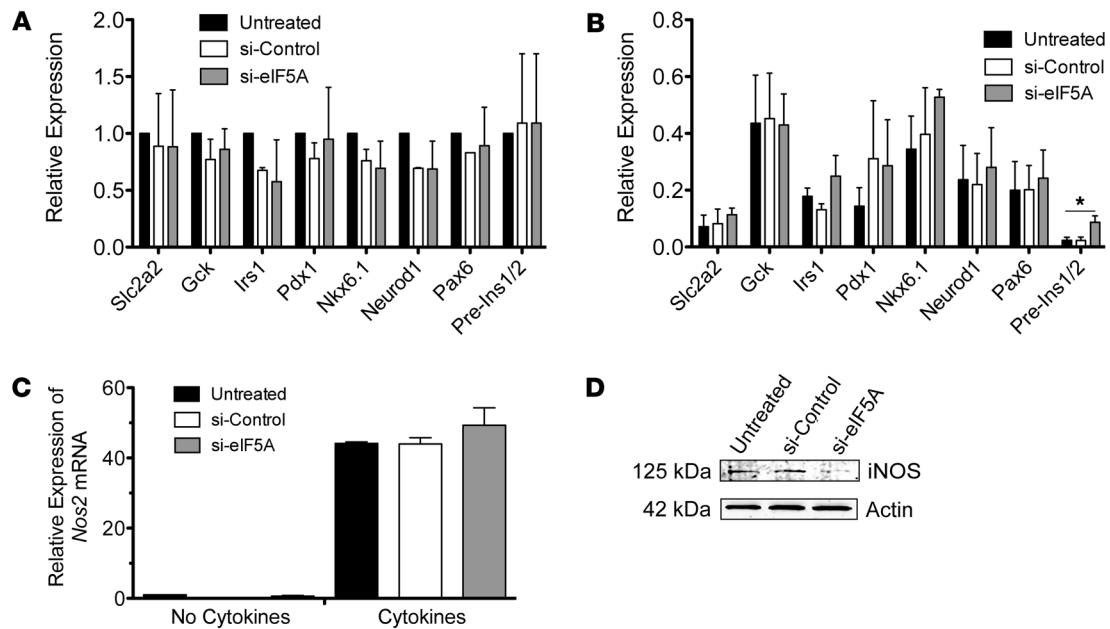 A
Relative Expression
2.0
1.5
1.0
0.5
0.0
Untreated
si-Control
si-eIF5A
Slc2a2
Gck
Irs1
Pdx1
Nkx6.1
Neurod1
Pax6
Pre-Ins1/2
B
Relative Expression
0.8
0.6
0.4
0.2
0.0
Untreated
si-Control
si-eIF5A
*
Slc2a2
Gck
Irs1
Pdx1
Nkx6.1
Neurod1
Pax6
Pre-Ins1/2
C
Relative Expression of
Nos2 mRNA
60
40
20
0
Untreated
si-Control
si-eIF5A
No Cytokines
Cytokines
D
Untreated
si-Control
si-eIF5A
125 kDa
iNOS
42 kDa
Actin